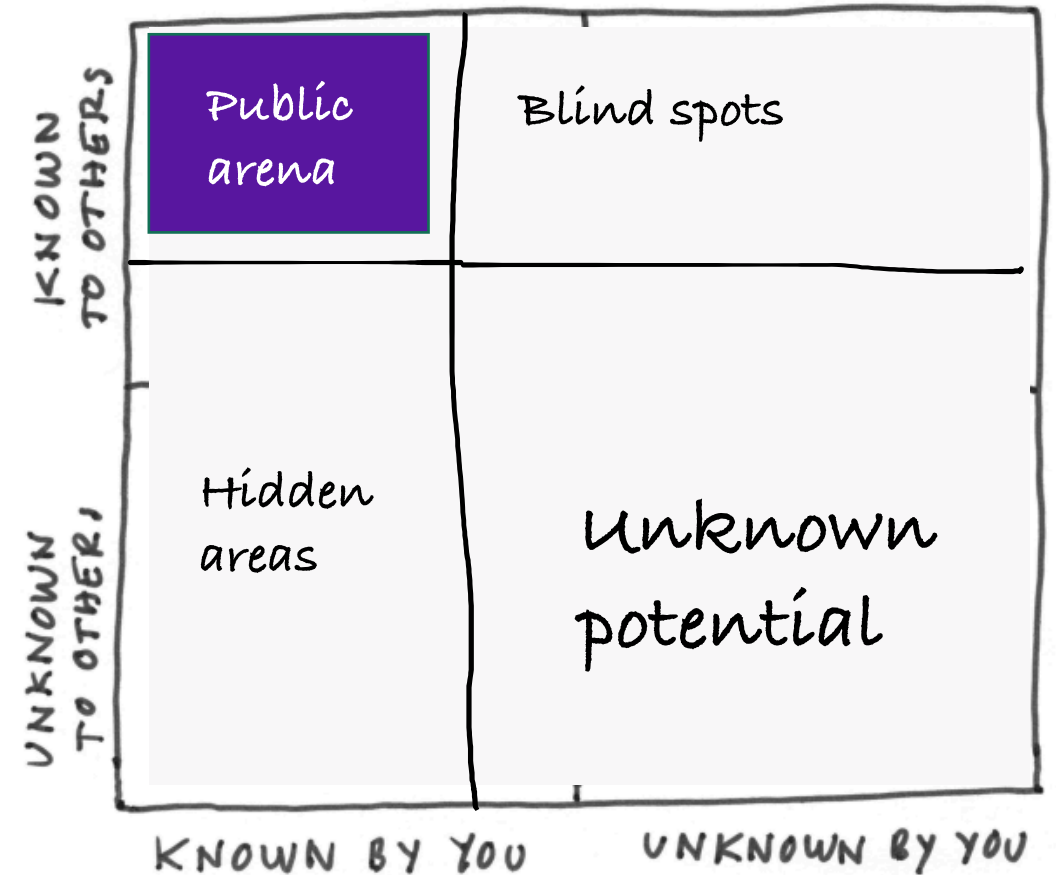 KNOWN
TO OTHERS
Public
arena
Blind spots
UNKNOWN
TO OTHERS
Hidden
areas
Unknown
potential
KNOWN BY YOU
UNKNOWN BY YOU